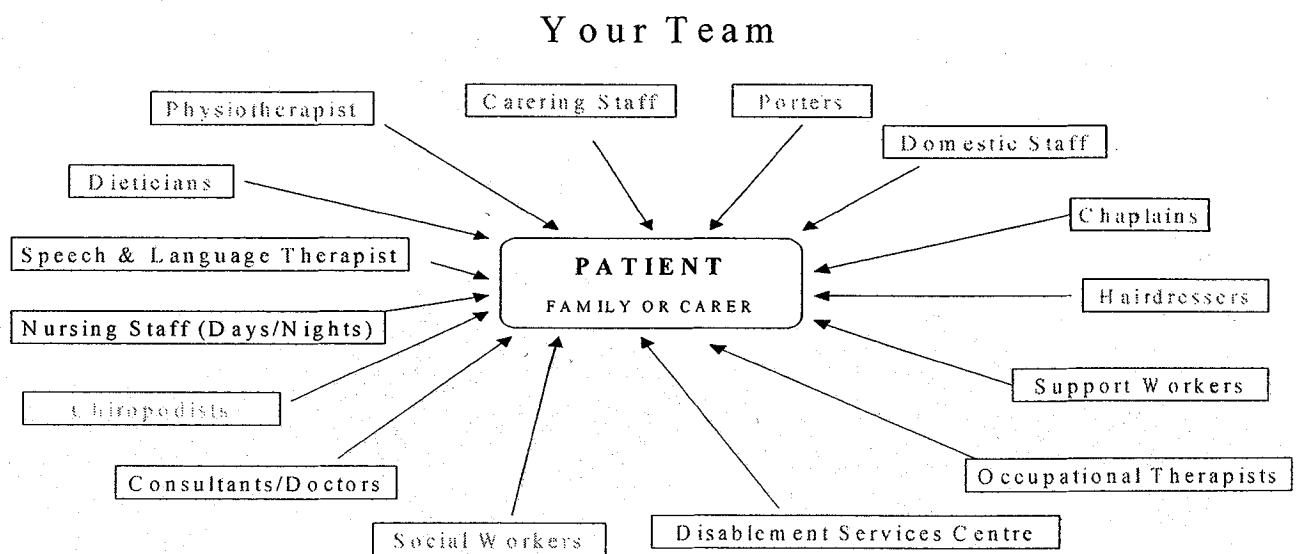 Your Team
Physiotherapist
Catering Staff
Porters
Domestic Staff
Dieticians
Chaplains
Speech & Language Therapist
PATIENT
FAMILY OR CARER
Hairdressers
Nursing Staff (Days/Nights)
Support Workers
Chiropodists
Consultants/Doctors
Occupational Therapists
Social Workers
Disablement Services Centre